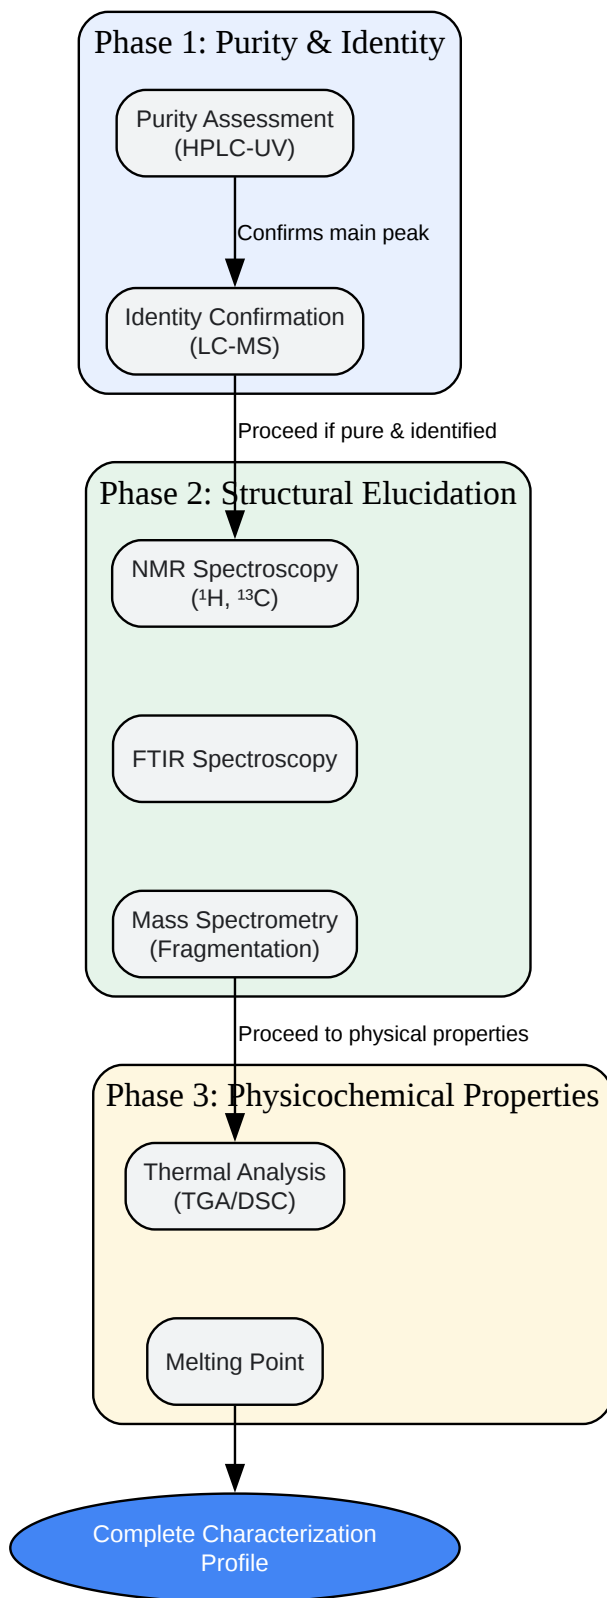 Phase 1: Purity & Identity
Purity Assessment
(HPLC-UV)
Confirms main peak
Identity Confirmation
(LC-MS)
Proceed if pure & identified
Phase 2: Structural Elucidation
NMR Spectroscopy
(¹H, ¹³C)
FTIR Spectroscopy
Mass Spectrometry
(Fragmentation)
Proceed to physical properties
Phase 3: Physicochemical Properties
Thermal Analysis
(TGA/DSC)
Melting Point
Complete Characterization
Profile